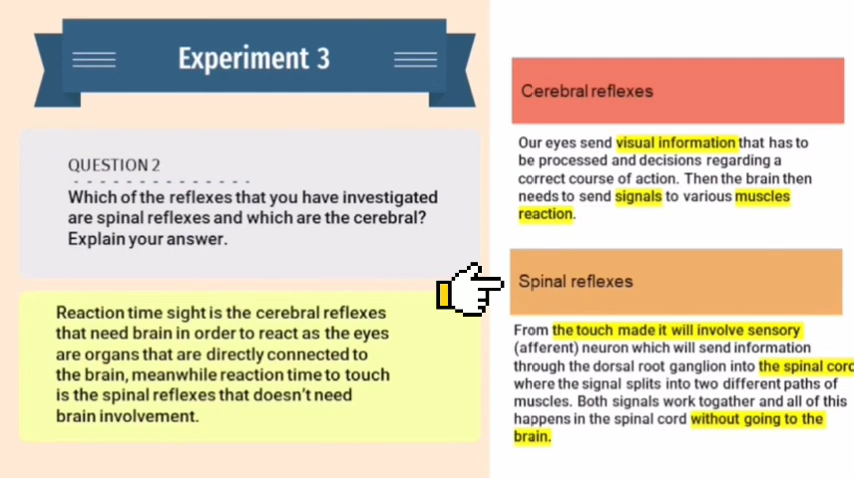 Experiment 3
QUESTION 2
Which of the reflexes that you have investigated
are spinal reflexes and which are the cerebral?
Explain your answer.
Reaction time sight is the cerebral reflexes
that need brain in order to react as the eyes
are organs that are directly connected to
the brain, meanwhile reaction time to touch
is the spinal reflexes that doesn't need
brain involvement.
Cerebral reflexes
Our eyes send visual information that has to
be processed and decisions regarding a
correct course of action. Then the brain then
needs to send signals to various muscles
reaction.
Spinal reflexes
From the touch made it will involve sensory
(afferent) neuron which will send information
through the dorsal root ganglion into the spinal cord
where the signal splits into two different paths of
muscles. Both signals work togather and all of this
happens in the spinal cord without going to the
brain.